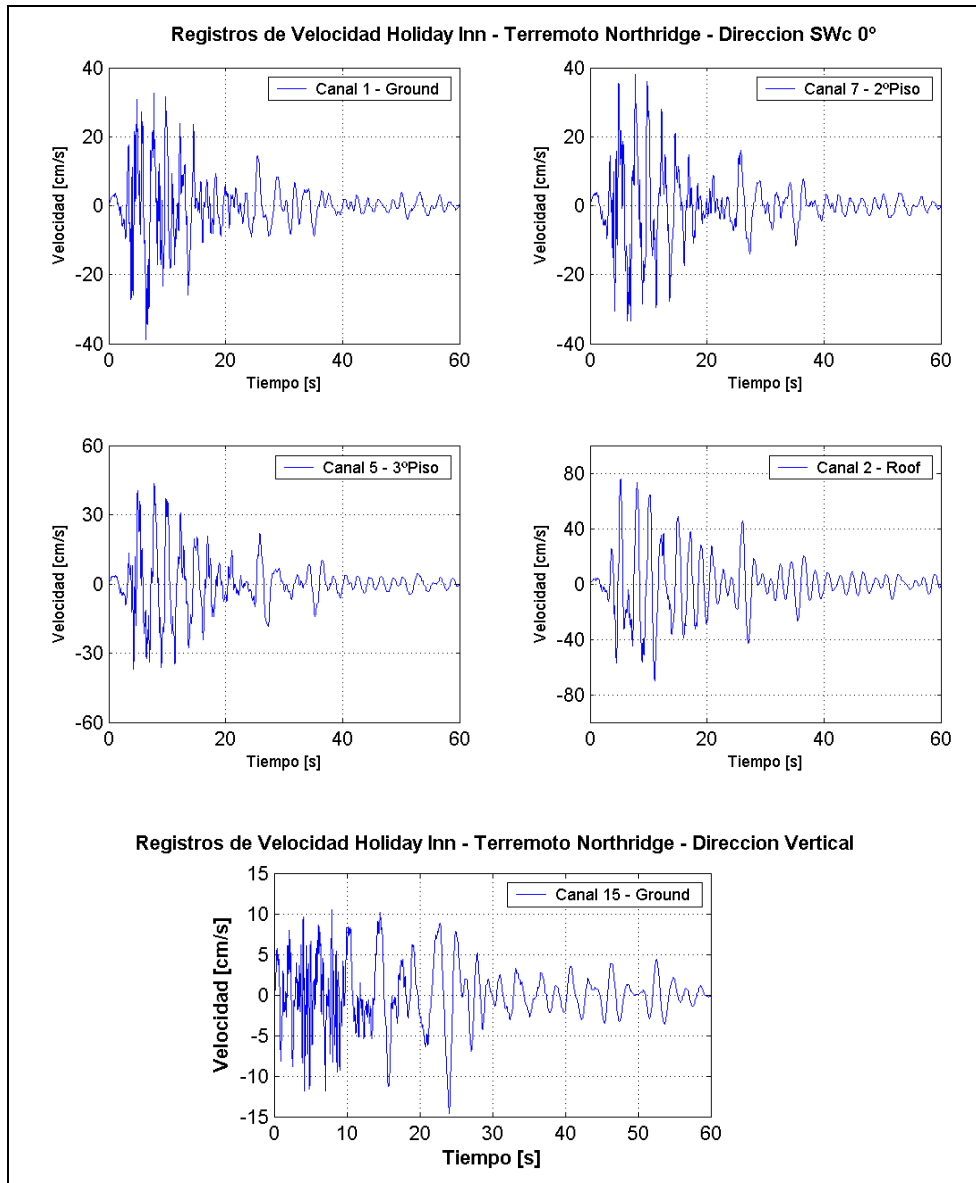 Registros de Velocidad Holiday Inn - Terremoto Northridge - Direccion SWc 0º
Canal 1 - Ground
Velocidad [cm/s]
40
20
0
-20
-40
0 20 40 60
Tiempo [s]
Canal 7 - 2ºPiso
Velocidad [cm/s]
40
20
0
-20
-40
0 20 40 60
Tiempo [s]
Canal 5 - 3ºPiso
Velocidad [cm/s]
60
30
0
-30
-60
0 20 40 60
Tiempo [s]
Canal 2 - Roof
Velocidad [cm/s]
80
40
0
-40
-80
0 20 40 60
Tiempo [s]
Registros de Velocidad Holiday Inn - Terremoto Northridge - Direccion Vertical
Canal 15 - Ground
Velocidad [cm/s]
15
10
5
0
-5
-10
-15
0 10 20 30 40 50 60
Tiempo [s]